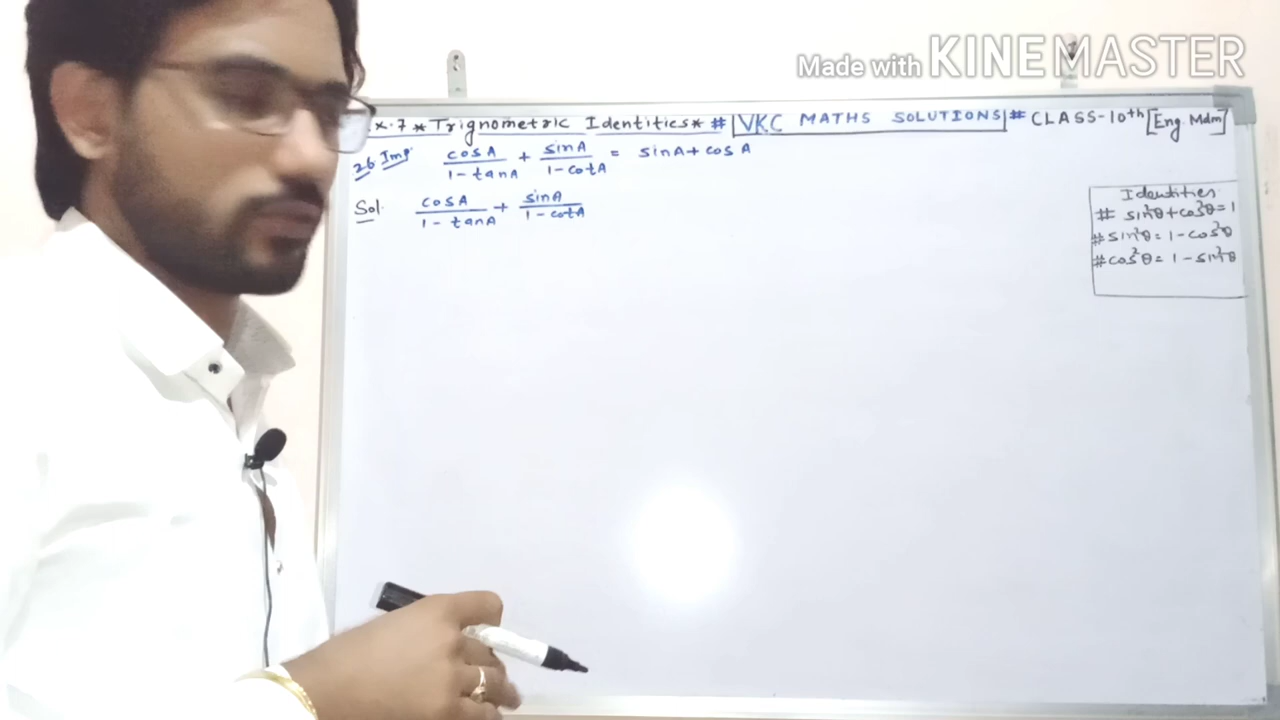 Made with KINEMASTER
x.7 * Trignometric Identities * # VKC MATHS SOLUTIONS # CLASS-10th [Eng. Mdm]
26 Imp. cosA/1-tanA + sinA/1-cotA = sinA+cosA
Sol. cosA/1-tanA + sinA/1-cotA
Identities
# sin²θ+cos²θ=1
# sin²θ=1-cos²θ
# cos²θ=1-sin²θ